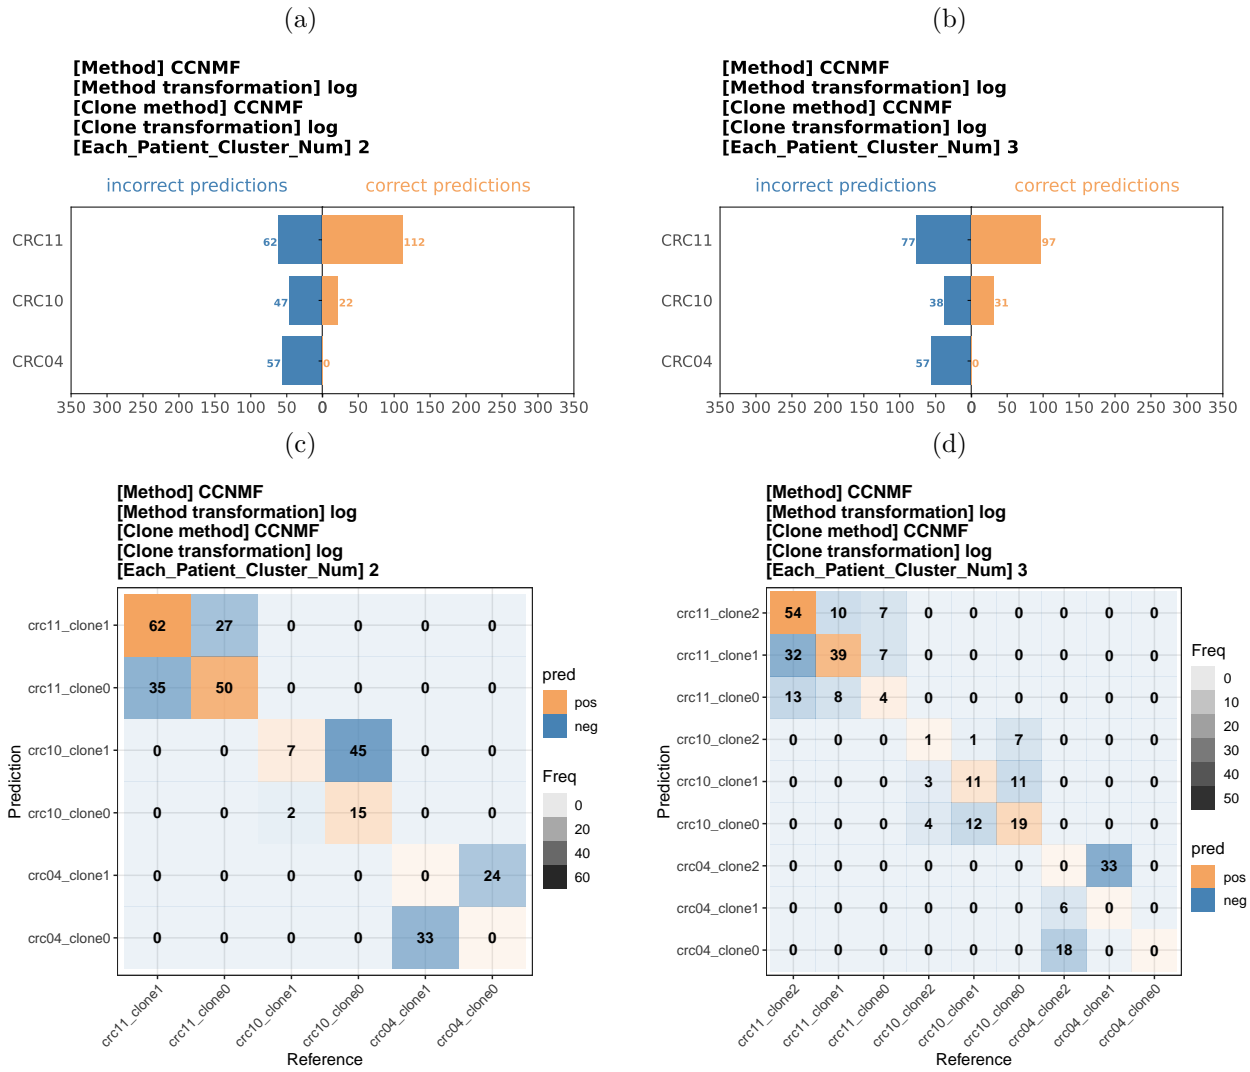 (a)
[Method] CCNMF
[Method transformation] log
[Clone method] CCNMF
[Clone transformation] log
[Each_Patient_Cluster_Num] 2
incorrect predictions correct predictions
CRC11 62 112
CRC10 47 22
CRC04 57 0
350 300 250 200 150 100 50 0 50 100 150 200 250 300 350
(b)
[Method] CCNMF
[Method transformation] log
[Clone method] CCNMF
[Clone transformation] log
[Each_Patient_Cluster_Num] 3
incorrect predictions correct predictions
CRC11 77 97
CRC10 38 31
CRC04 57 0
350 300 250 200 150 100 50 0 50 100 150 200 250 300 350
(c)
[Method] CCNMF
[Method transformation] log
[Clone method] CCNMF
[Clone transformation] log
[Each_Patient_Cluster_Num] 2
Prediction
crc11_clone1 62 27 0 0 0 0
crc11_clone0 35 50 0 0 0 0
crc10_clone1 0 0 7 45 0 0
crc10_clone0 0 0 2 15 0 0
crc04_clone1 0 0 0 0 0 24
crc04_clone0 0 0 0 0 33 0
crc11_clone1 crc11_clone0 crc10_clone1 crc10_clone0 crc04_clone1 crc04_clone0
Reference
pred
pos
neg
Freq
0
20
40
60
(d)
[Method] CCNMF
[Method transformation] log
[Clone method] CCNMF
[Clone transformation] log
[Each_Patient_Cluster_Num] 3
Prediction
crc11_clone2 54 10 7 0 0 0 0 0 0
crc11_clone1 32 39 7 0 0 0 0 0 0
crc11_clone0 13 8 4 0 0 0 0 0 0
crc10_clone2 0 0 0 1 1 7 0 0 0
crc10_clone1 0 0 0 3 11 11 0 0 0
crc10_clone0 0 0 0 4 12 19 0 0 0
crc04_clone2 0 0 0 0 0 0 0 33 0
crc04_clone1 0 0 0 0 0 0 6 0 0
crc04_clone0 0 0 0 0 0 0 18 0 0
crc11_clone2 crc11_clone1 crc11_clone0 crc10_clone2 crc10_clone1 crc10_clone0 crc04_clone2 crc04_clone1 crc04_clone0
Reference
Freq
0
10
20
30
40
50
pred
pos
neg